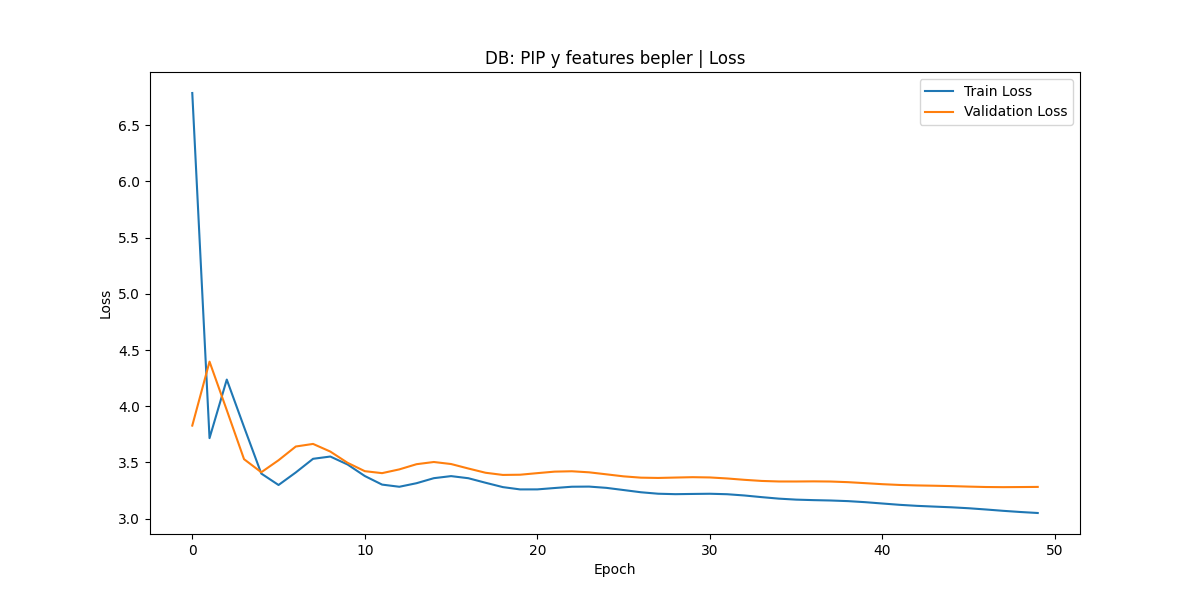 DB: PIP y features bepler | Loss
Train Loss
Validation Loss
6.5
6.0
5.5
5.0
4.5
4.0
3.5
3.0
Loss
0 10 20 30 40 50
Epoch